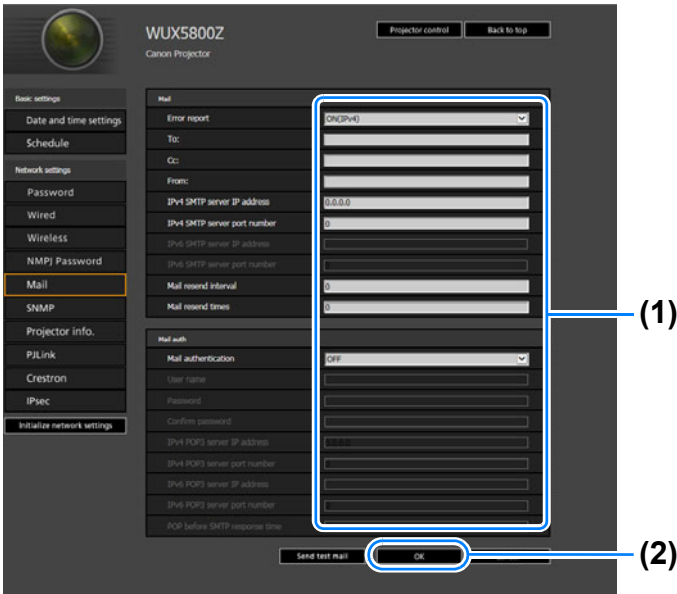 WUX5800Z
Projector control
Back to top
Canon Projector
Basic settings
Date and time settings
Schedule
Network settings
Password
Wired
Wireless
NMPJ Password
Mail
SNMP
Projector info.
PJLink
Crestron
IPsec
Initialize network settings
Mail
Error report
ON(IPv4)
To:
Cc:
From:
IPv4 SMTP server IP address
0.0.0.0
IPv4 SMTP server port number
0
IPv6 SMTP server IP address
IPv6 SMTP server port number
Mail resend interval
0
Mail resend times
0
(1)
Mail auth
Mail authentication
OFF
User name
Password
Confirm password
IPv4 POP3 server IP address
IPv4 POP3 server port number
IPv6 POP3 server IP address
IPv6 POP3 server port number
POP before SMTP response time
Send test mail
OK
(2)